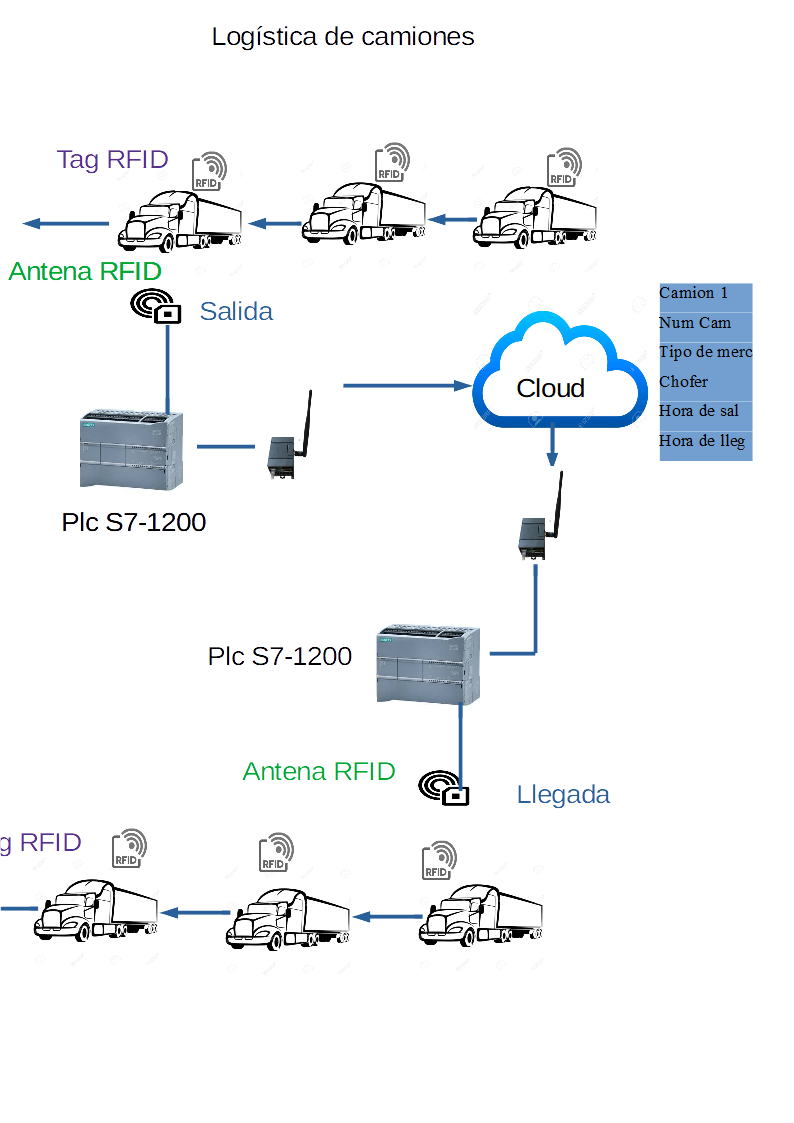 Logística de camiones
Tag RFID
RFID
RFID
RFID
Antena RFID
Salida
Camion 1
Num Cam
Tipo de merc
Chofer
Hora de sal
Hora de lleg
Cloud
Plc S7-1200
Plc S7-1200
Antena RFID
Llegada
g RFID
RFID
RFID
RFID